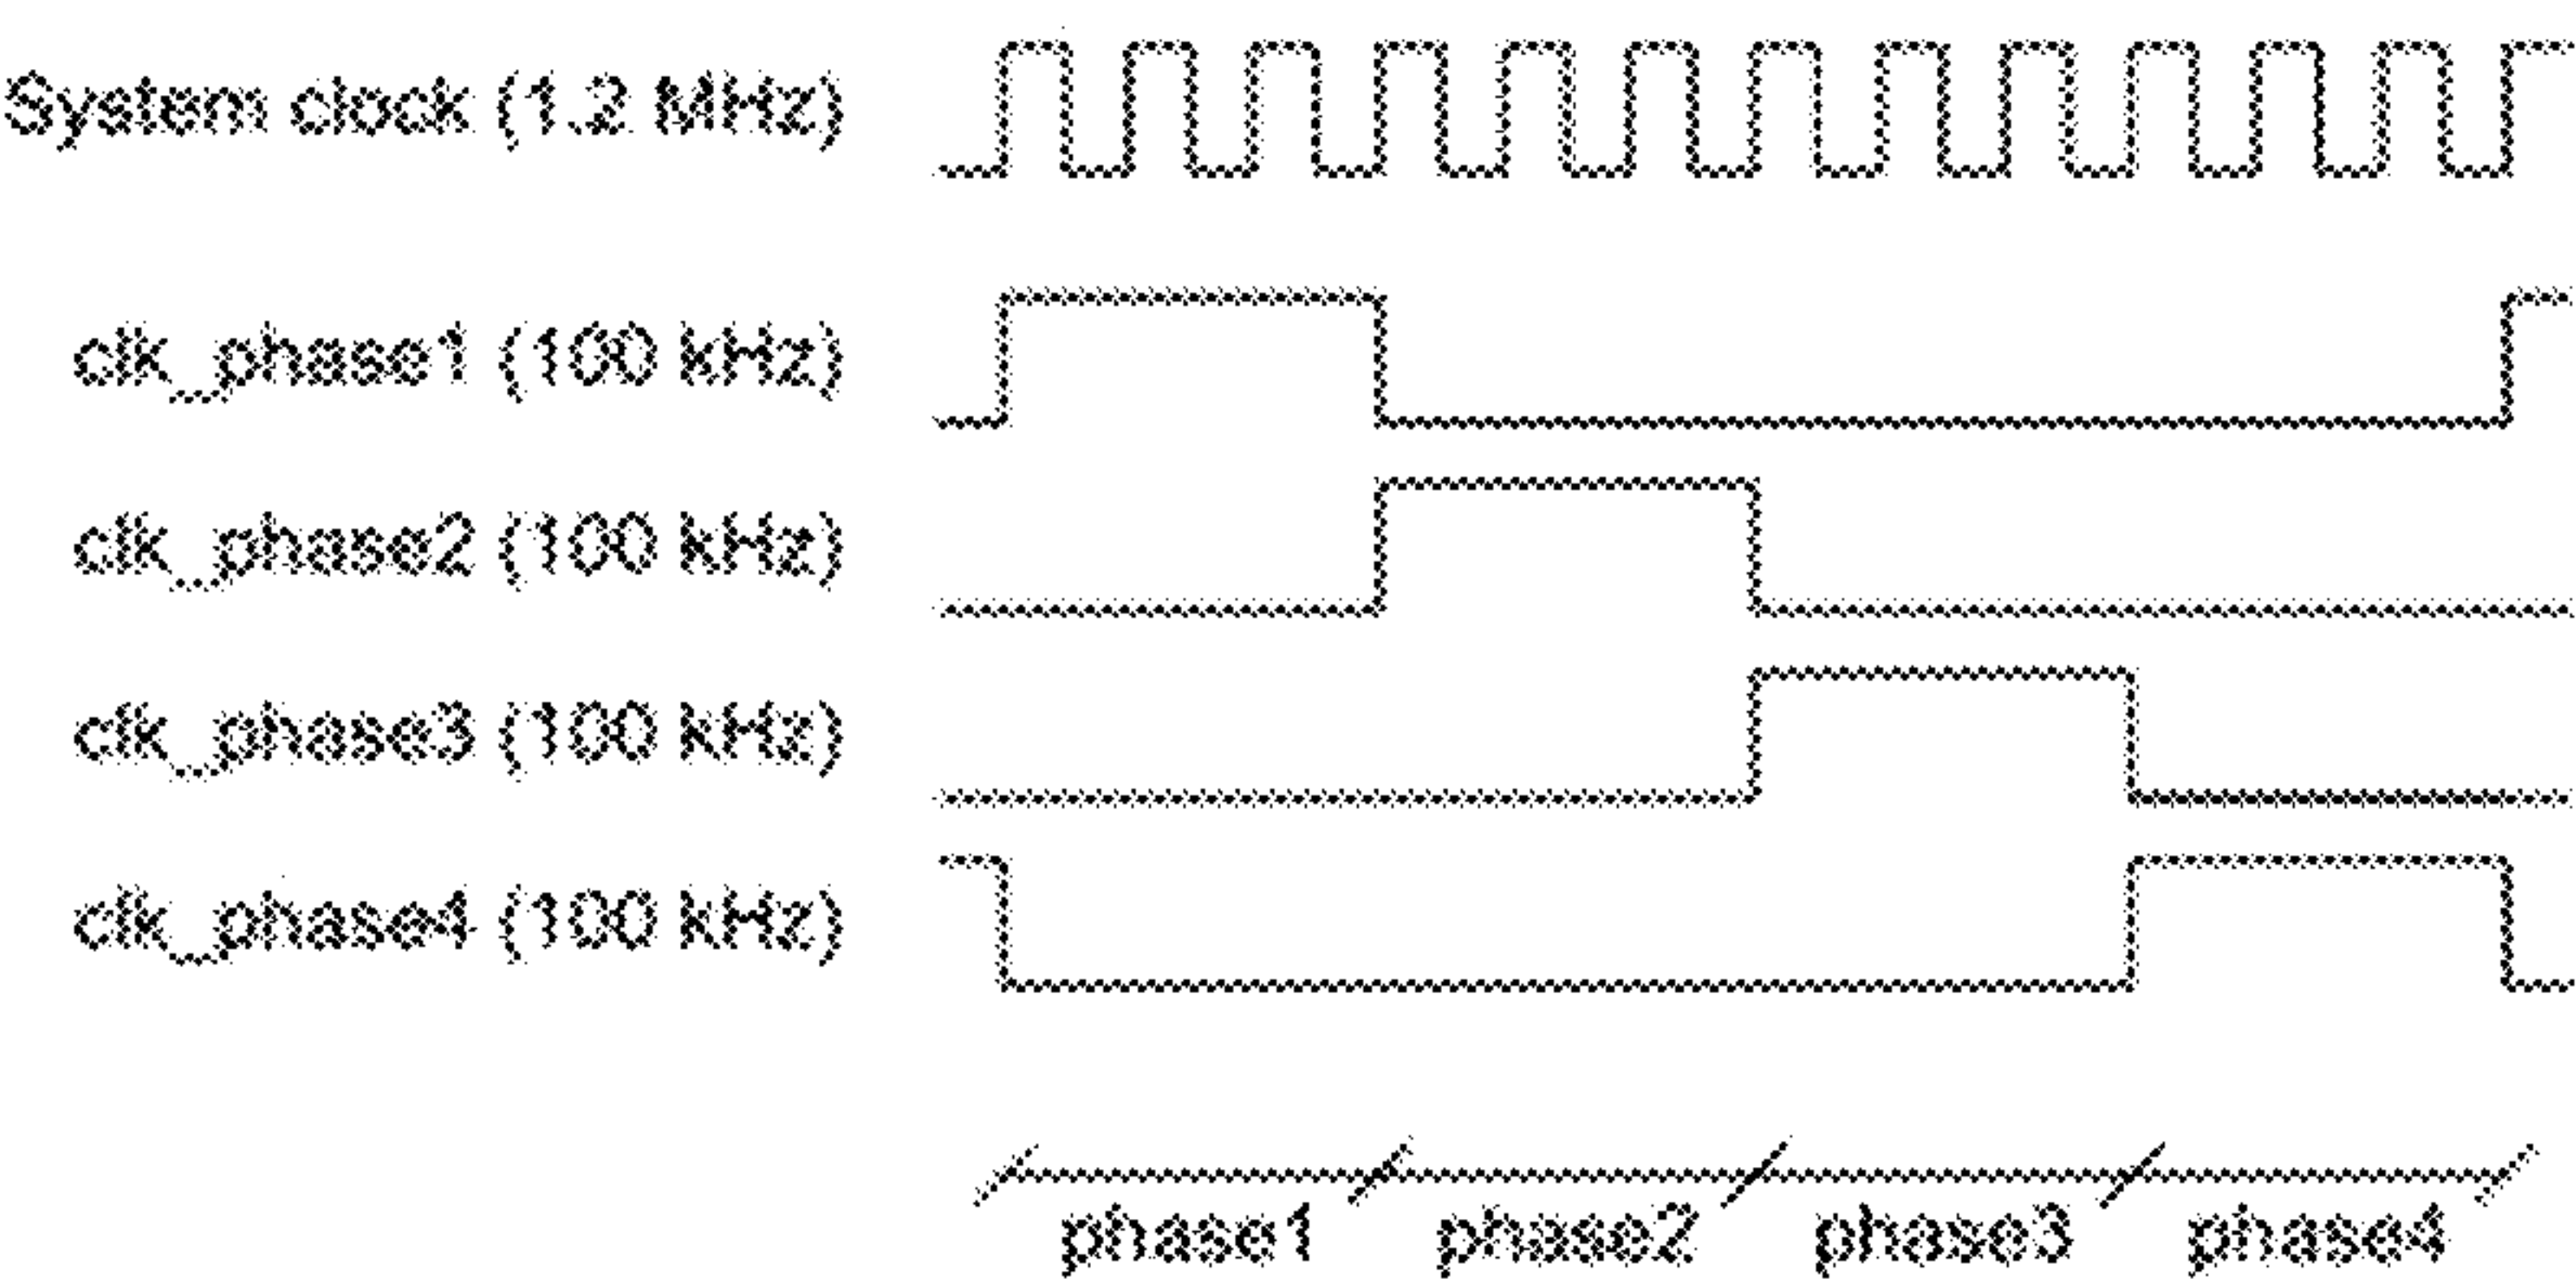 System clock (1.2 MHz)
clk_phase1 (100 kHz)
clk_phase2 (100 kHz)
clk_phase3 (100 kHz)
clk_phase4 (100 kHz)
phase1 phase2 phase3 phase4